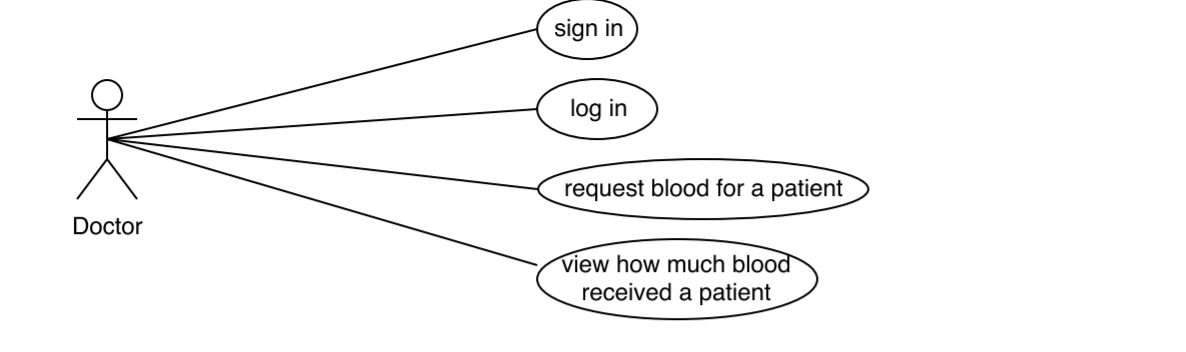 sign in
log in
request blood for a patient
Doctor
view how much blood
received a patient